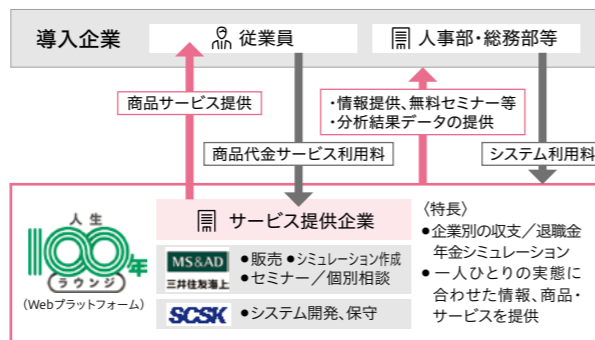 導入企業
従業員
人事部・総務部等
商品サービス提供
・情報提供、無料セミナー等
・分析結果データの提供
商品代金サービス利用料
システム利用料
人生
100年
ラウンジ
(Webプラットフォーム)
サービス提供企業
MS&AD
三井住友海上
●販売 ●シミュレーション作成
●セミナー/個別相談
SCSK
●システム開発、保守
〈特長〉
●企業別の収支/退職金
年金シミュレーション
●一人ひとりの実態に
合わせた情報、商品・
サービスを提供